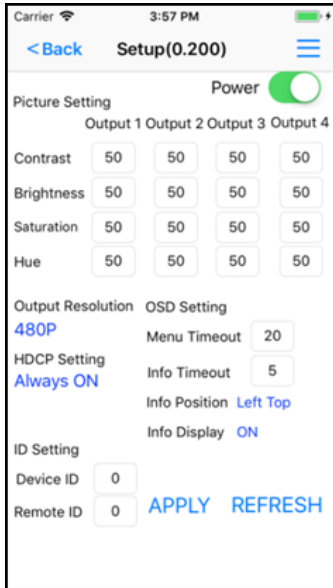 Carrier 3:57 PM
<Back Setup(0.200)
Power
Picture Setting
Output 1 Output 2 Output 3 Output 4
Contrast 50 50 50 50
Brightness 50 50 50 50
Saturation 50 50 50 50
Hue 50 50 50 50
Output Resolution OSD Setting
480P
Menu Timeout 20
HDCP Setting
Always ON
Info Timeout 5
Info Position Left Top
Info Display ON
ID Setting
Device ID 0
Remote ID 0 APPLY REFRESH